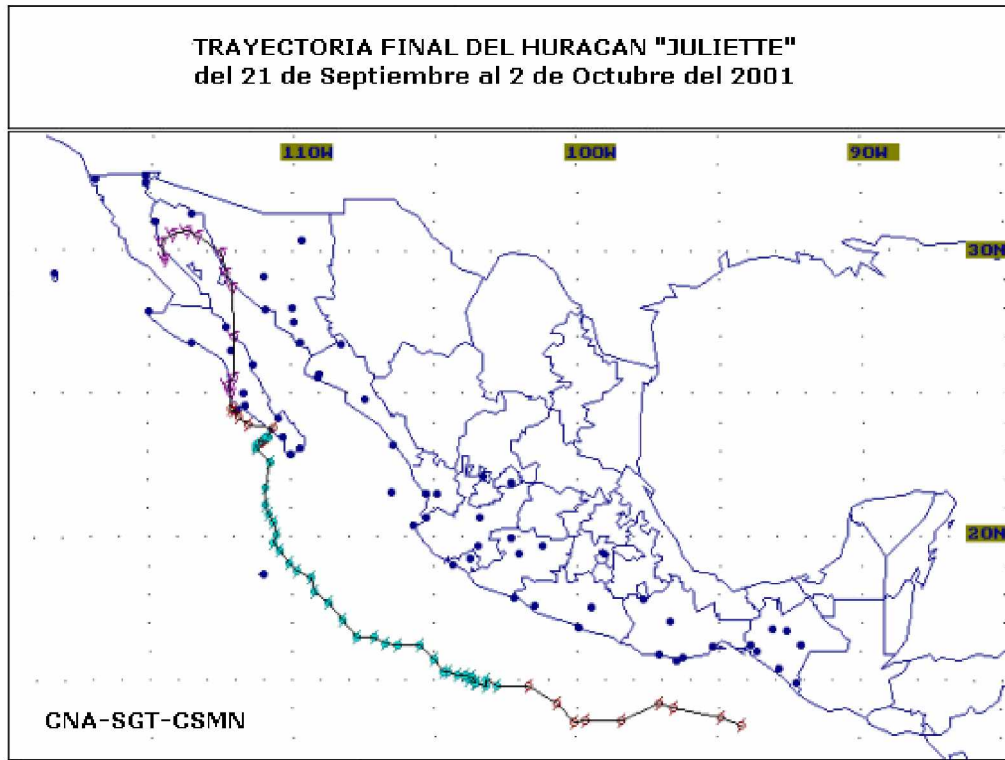 TRAYECTORIA FINAL DEL HURACAN "JULIETTE"
del 21 de Septiembre al 2 de Octubre del 2001
110W
100W
90W
30N
20N
CNA-SGT-CSMN